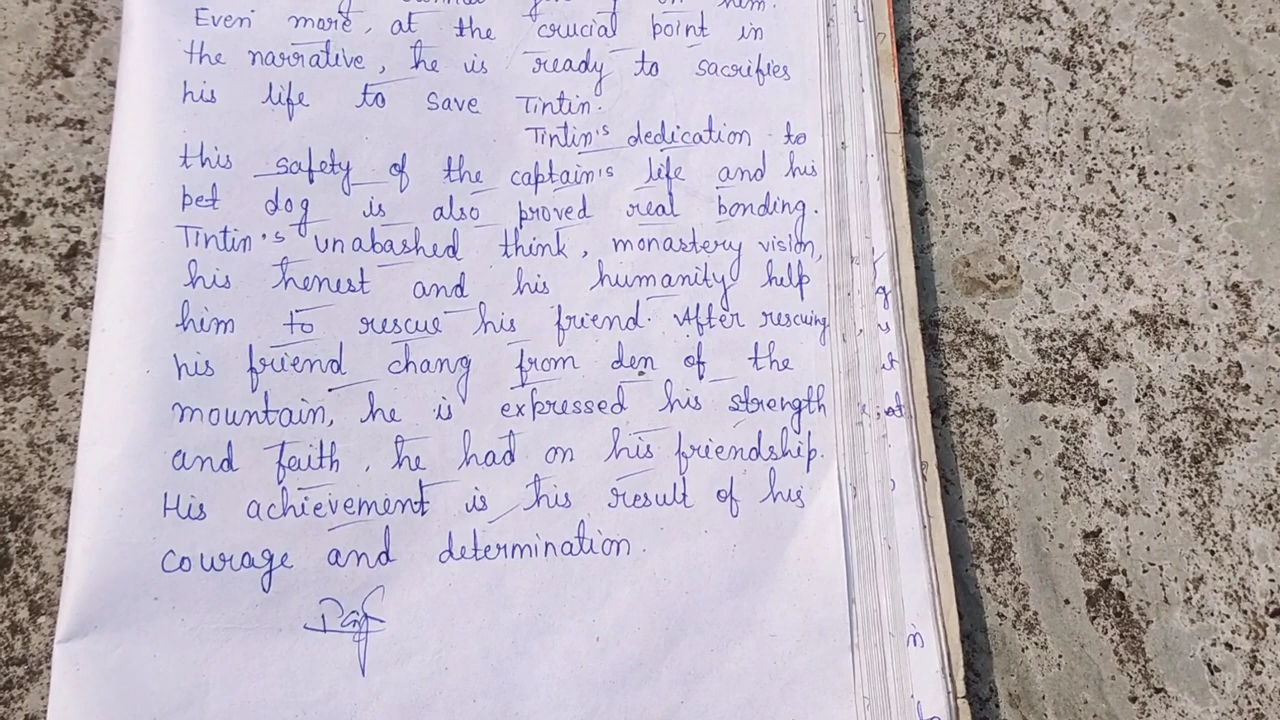 on him.
Even more, at the crucial point in
the narrative, he is ready to sacrifies
his life to save Tintin.
Tintin's dedication to
this safety of the captain's life and his
pet dog is also proved real bonding.
Tintin's unabashed think, monastery vision,
his henest and his humanity help
him to rescue his friend. After rescuing
his friend chang from den of the
mountain, he is expressed his strength
and faith, he had on his friendship.
His achievement is this result of his
courage and determination.